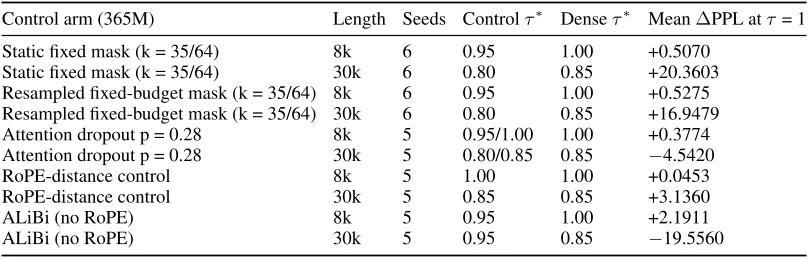 Control arm (365M) Length Seeds Control τ* Dense τ* Mean ΔPPL at τ = 1
Static fixed mask (k = 35/64) 8k 6 0.95 1.00 +0.5070
Static fixed mask (k = 35/64) 30k 6 0.80 0.85 +20.3603
Resampled fixed-budget mask (k = 35/64) 8k 6 0.95 1.00 +0.5275
Resampled fixed-budget mask (k = 35/64) 30k 6 0.80 0.85 +16.9479
Attention dropout p = 0.28 8k 5 0.95/1.00 1.00 +0.3774
Attention dropout p = 0.28 30k 5 0.80/0.85 0.85 −4.5420
RoPE-distance control 8k 5 1.00 1.00 +0.0453
RoPE-distance control 30k 5 0.85 0.85 +3.1360
ALiBi (no RoPE) 8k 5 0.95 1.00 +2.1911
ALiBi (no RoPE) 30k 5 0.95 0.85 −19.5560